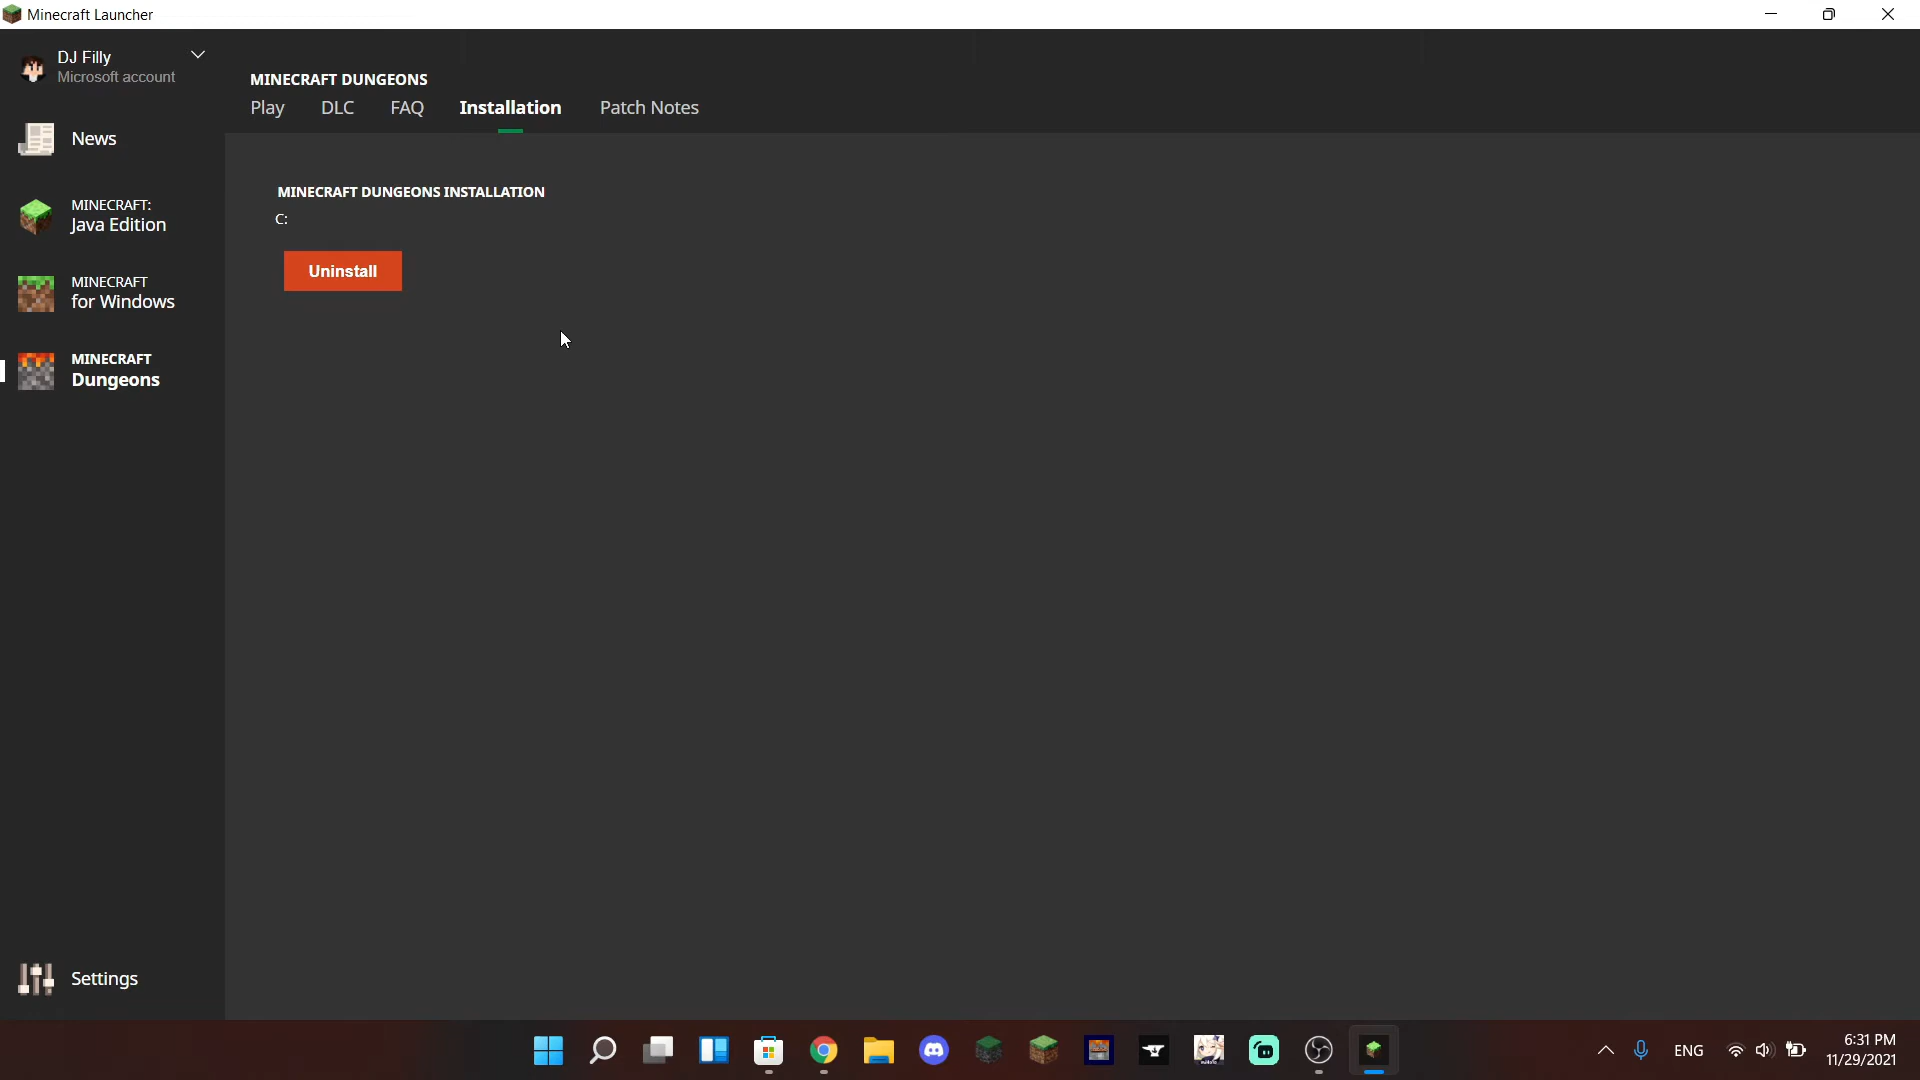 Minecraft Launcher
DJ Filly
Microsoft account
News
MINECRAFT:
Java Edition
MINECRAFT
for Windows
MINECRAFT
Dungeons
Settings
MINECRAFT DUNGEONS
Play DLC FAQ Installation Patch Notes
MINECRAFT DUNGEONS INSTALLATION
C:
Uninstall
ENG
6:31 PM
11/29/2021